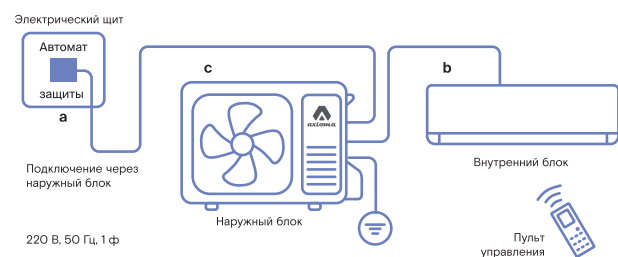 Электрический щит
Автомат
защиты
a
c
b
axioma
Подключение через
наружный блок
Наружный блок
Внутренний блок
220 В, 50 Гц, 1 ф
Пульт
управления